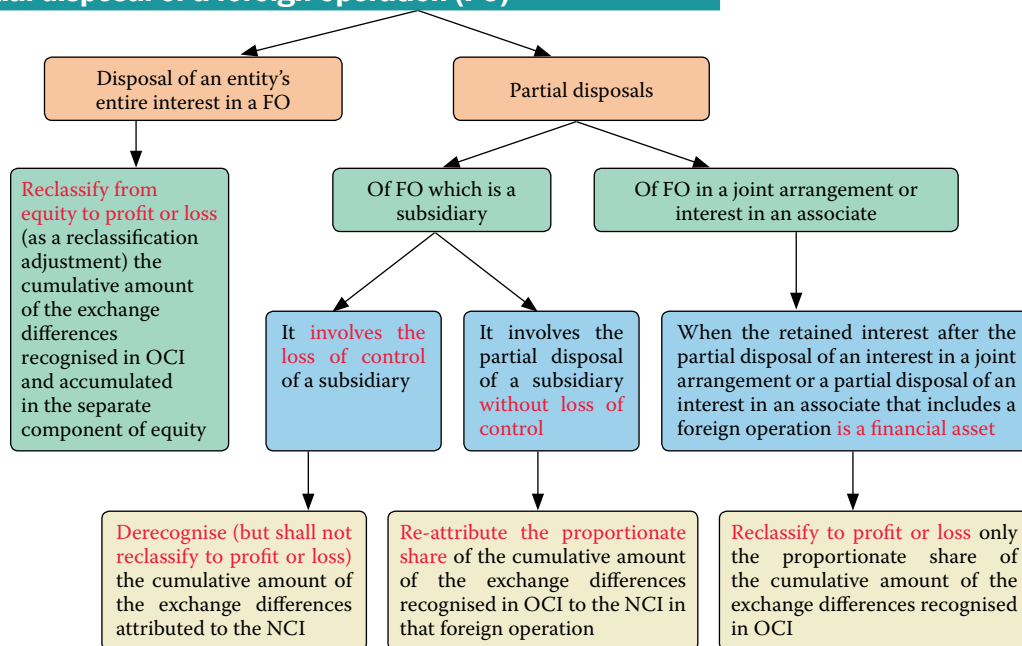 Disposal of an entity's
entire interest in a FO
Partial disposals
Reclassify from
equity to profit or loss
(as a reclassification
adjustment) the
cumulative amount
of the exchange
differences
recognised in OCI
and accumulated
in the separate
component of equity
Of FO which is a
subsidiary
Of FO in a joint arrangement or
interest in an associate
It involves the
loss of control
of a subsidiary
It involves the
partial disposal
of a subsidiary
without loss of
control
When the retained interest after the
partial disposal of an interest in a joint
arrangement or a partial disposal of an
interest in an associate that includes a
foreign operation is a financial asset
Derecognise (but shall not
reclassify to profit or loss)
the cumulative amount of
the exchange differences
attributed to the NCI
Re-attribute the proportionate
share of the cumulative amount
of the exchange differences
recognised in OCI to the NCI in
that foreign operation
Reclassify to profit or loss only
the proportionate share of
the cumulative amount of the
exchange differences recognised
in OCI